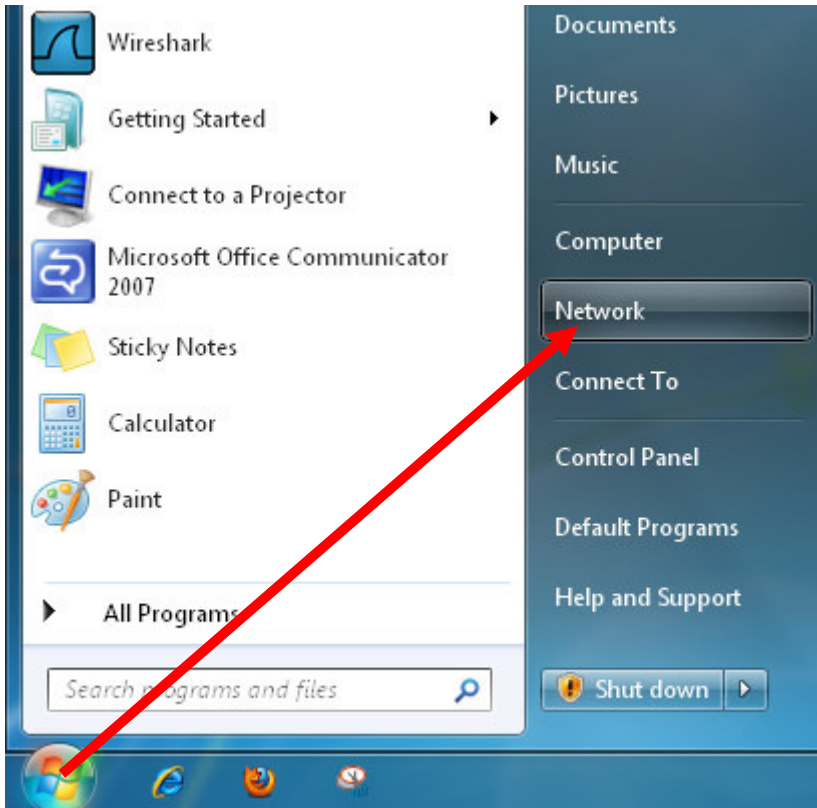 Wireshark
Getting Started
Connect to a Projector
Microsoft Office Communicator
2007
Sticky Notes
Calculator
Paint
All Programs
Search programs and files
Documents
Pictures
Music
Computer
Network
Connect To
Control Panel
Default Programs
Help and Support
Shut down